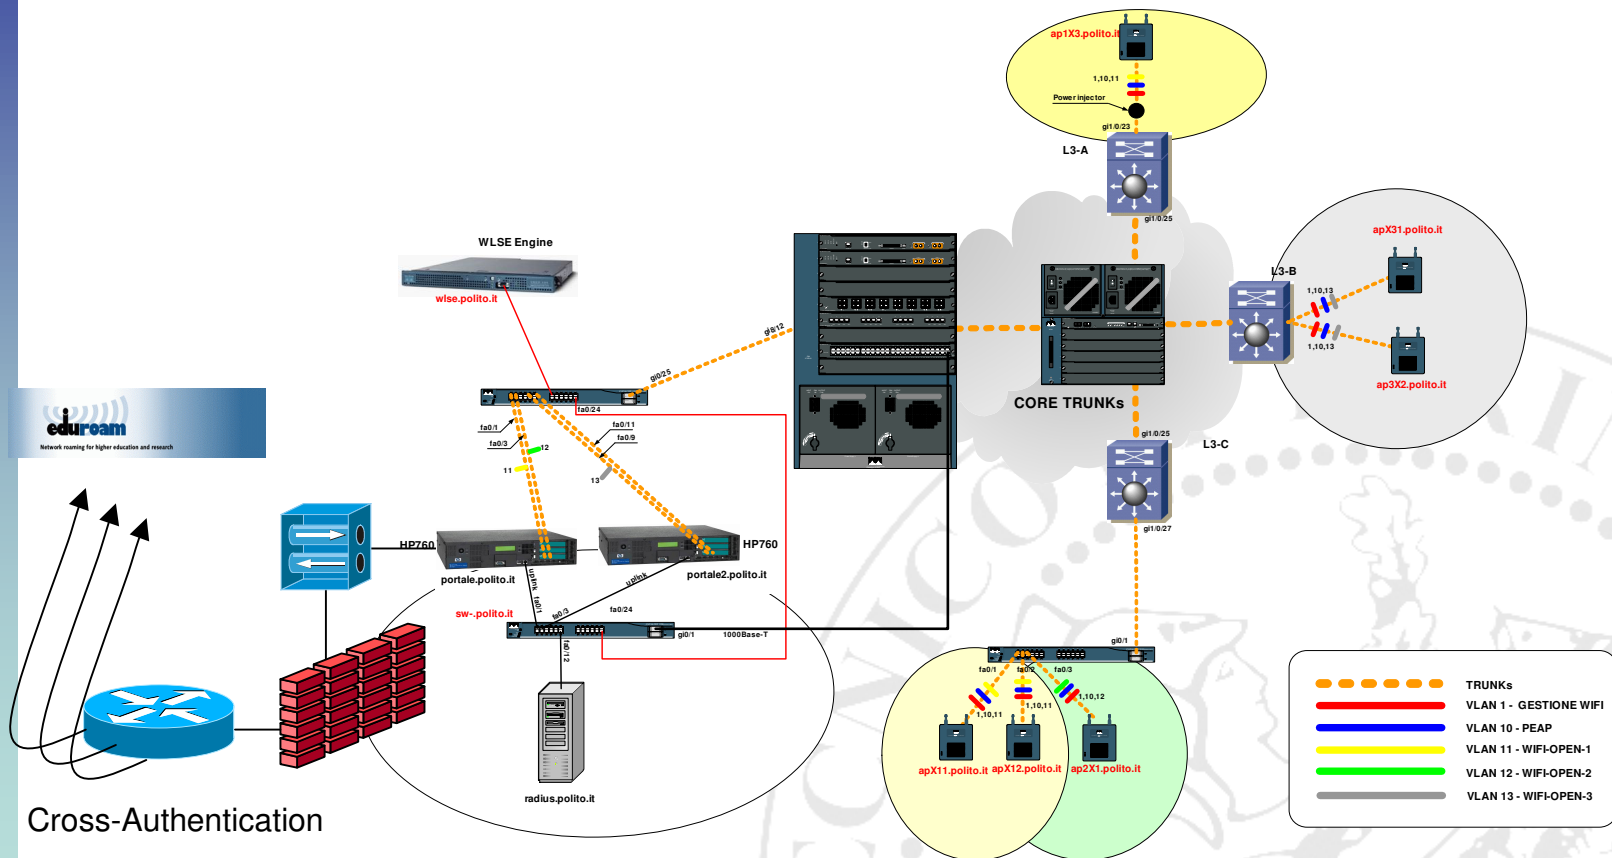 ap1X3.polito.it
1,10,11
Power injector
gi1/0/23
L3-A
gi1/0/25
apX31.polito.it
L3-B
1,10,13
1,10,13
ap3X2.polito.it
WLSE Engine
wlse.polito.it
gi8/12
gi0/25
fa0/24
fa0/1
fa0/3
12
11
fa0/11
fa0/9
13
CORE TRUNKs
gi1/0/25
L3-C
gi1/0/27
eduroam
Network roaming for higher education and research
HP760
HP760
portale.polito.it
portale2.polito.it
uplink
fa0/1
uplink
fa0/3
sw-.polito.it
fa0/24
gi0/1
1000Base-T
fa0/12
radius.polito.it
gi0/1
fa0/1
fa0/2
fa0/3
1,10,11
1,10,11
1,10,12
apX11.polito.it
apX12.polito.it
ap2X1.polito.it
TRUNKs
VLAN 1 - GESTIONE WIFI
VLAN 10 - PEAP
VLAN 11 - WIFI-OPEN-1
VLAN 12 - WIFI-OPEN-2
VLAN 13 - WIFI-OPEN-3
Cross-Authentication